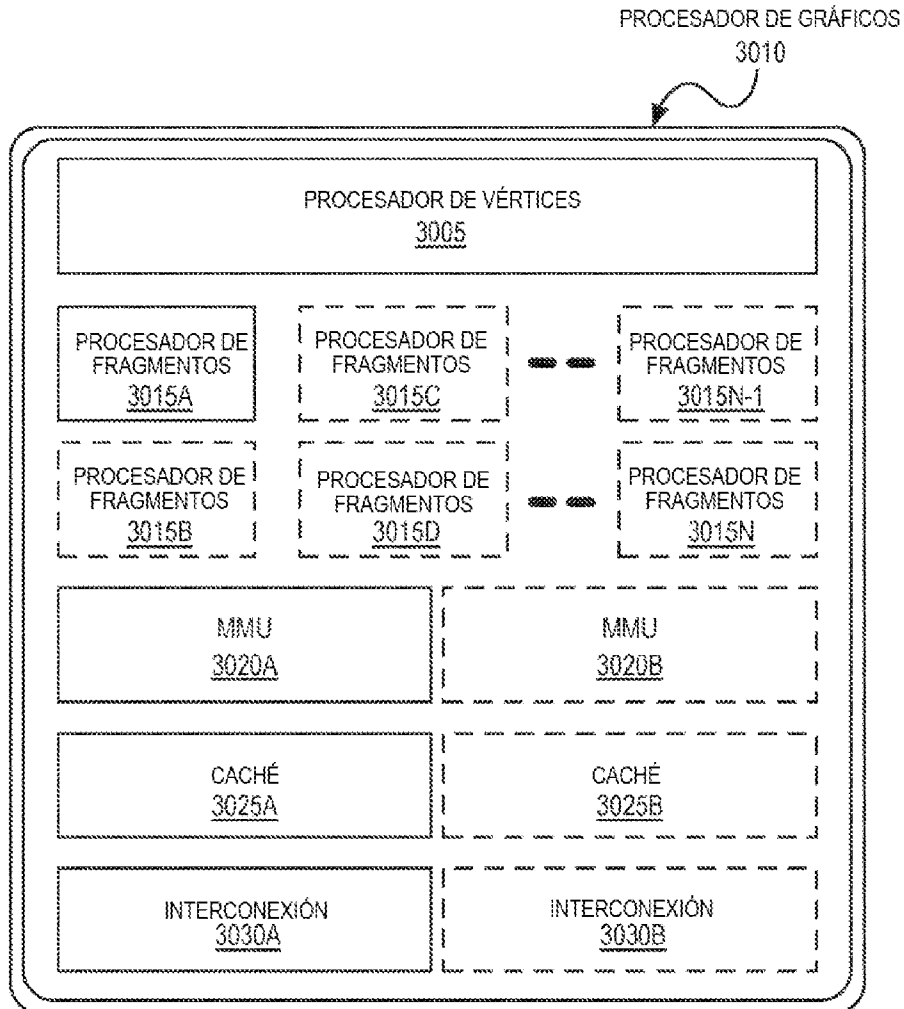 PROCESADOR DE GRÁFICOS
3010
PROCESADOR DE VÉRTICES
3005
PROCESADOR DE
FRAGMENTOS
3015A
PROCESADOR DE
FRAGMENTOS
3015C
PROCESADOR DE
FRAGMENTOS
3015N-1
PROCESADOR DE
FRAGMENTOS
3015B
PROCESADOR DE
FRAGMENTOS
3015D
PROCESADOR DE
FRAGMENTOS
3015N
MMU
3020A
MMU
3020B
CACHÉ
3025A
CACHÉ
3025B
INTERCONEXIÓN
3030A
INTERCONEXIÓN
3030B